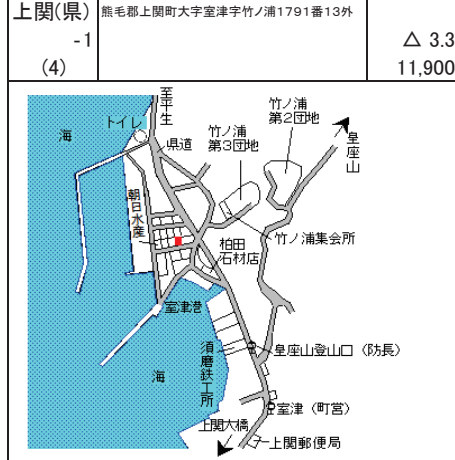 上関(県)
-1
(4)
熊毛郡上関町大字室津字竹ノ浦1791番13外
△ 3.3
11,900
至平生
海
トイレ
県道
竹ノ浦
第3団地
竹ノ浦
第2団地
皇座山
朝日水産
竹ノ浦集会所
柏田
石材店
室津港
須磨鉄工所
海
皇座山登山口（防長）
室津（町営）
上関大橋
上関郵便局